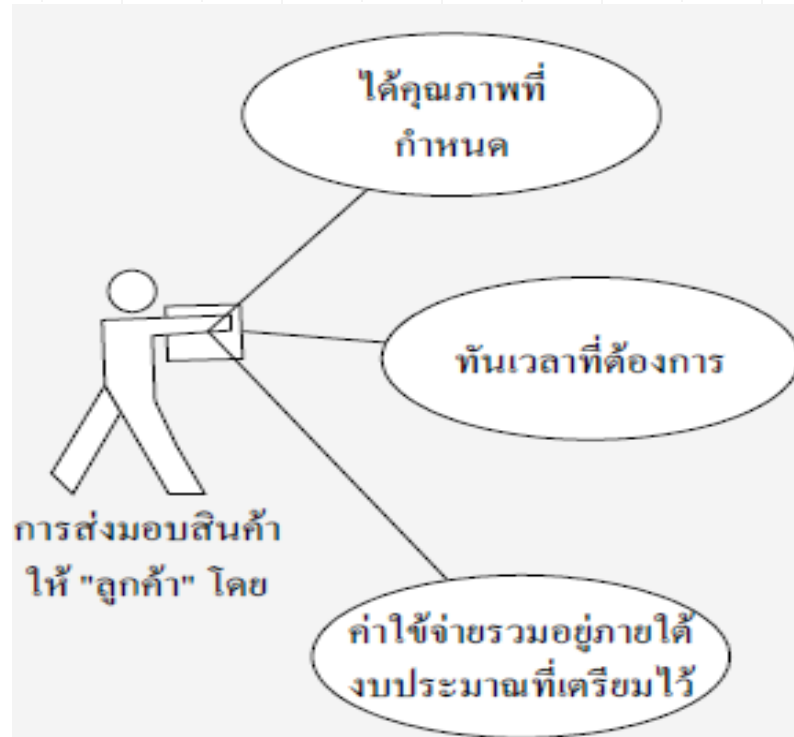 ได้คุณภาพที่
กำหนด
ทันเวลาที่ต้องการ
การส่งมอบสินค้า
ให้ "ลูกค้า" โดย
ค่าใช้จ่ายรวมอยู่ภายใต้
งบประมาณที่เตรียมไว้